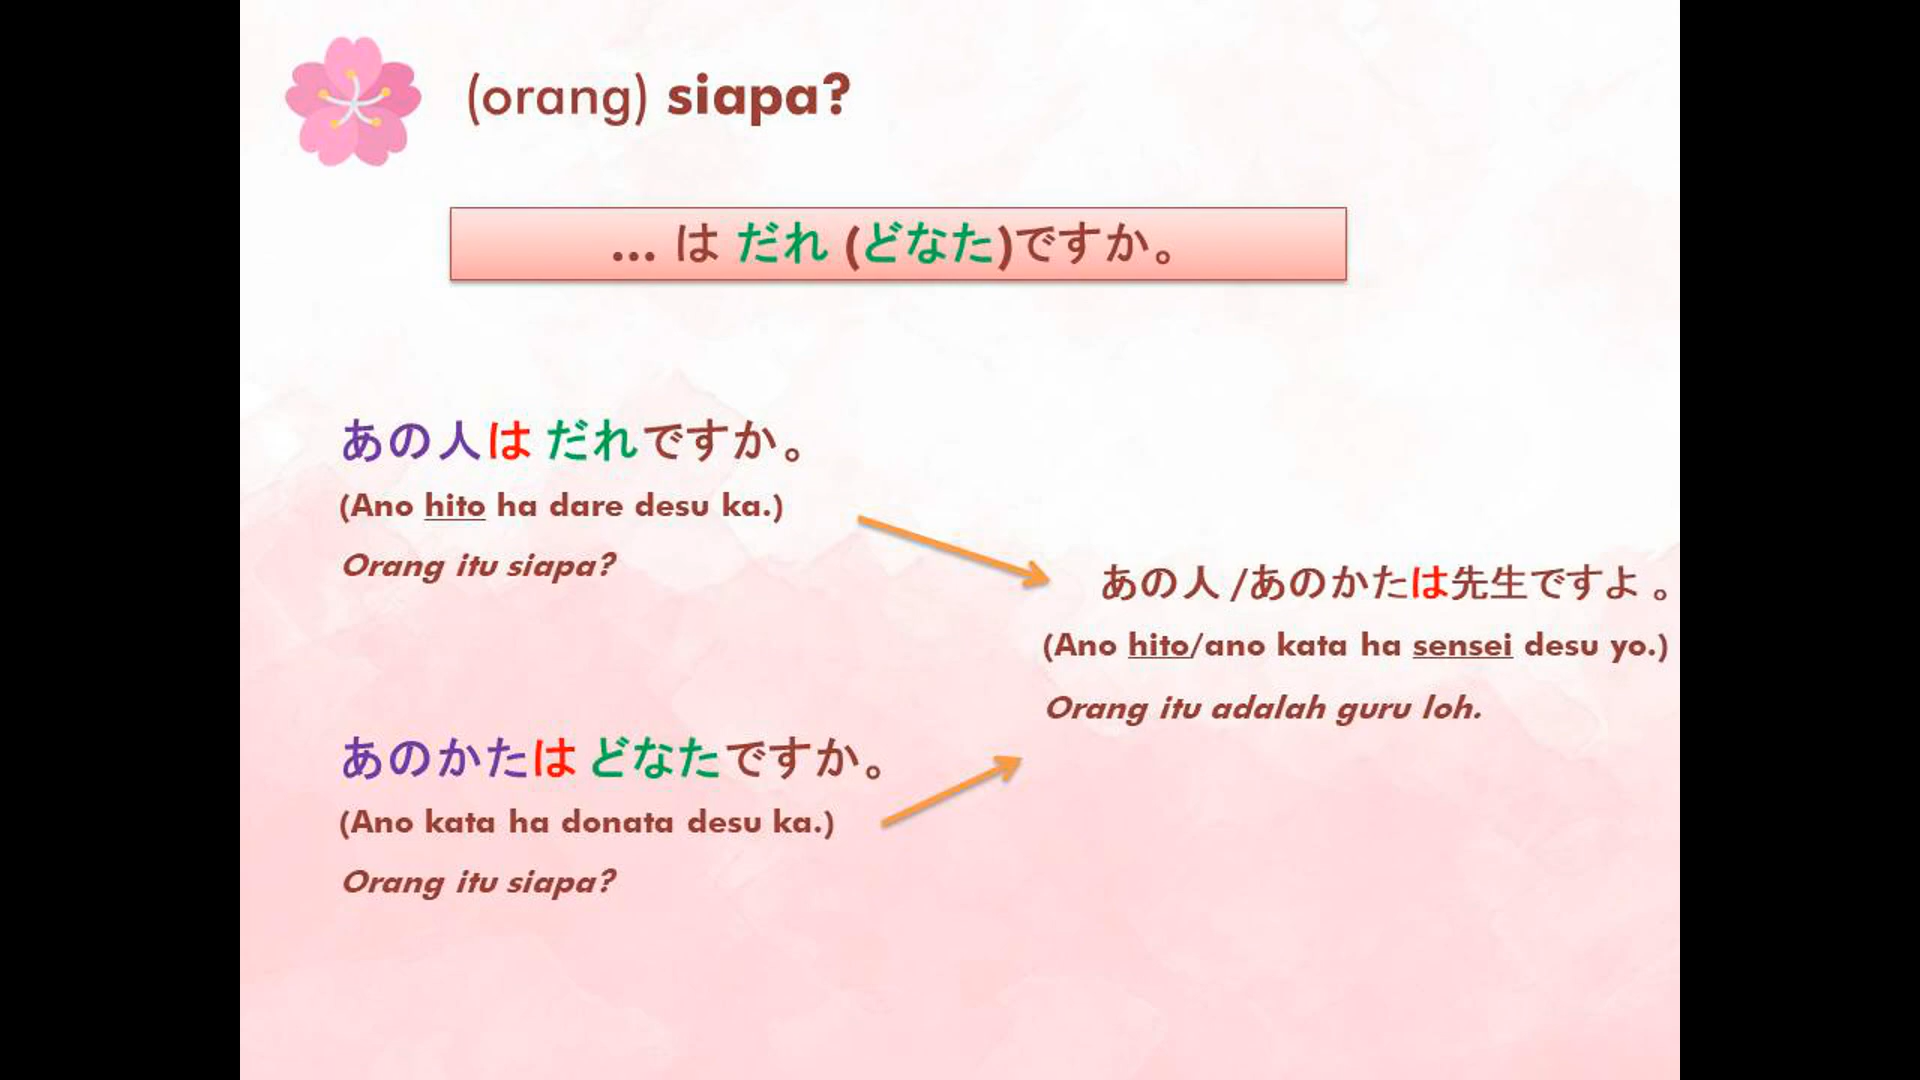 (orang) siapa?
... は だれ (どなた)ですか。
あの人は だれですか。
(Ano hito ha dare desu ka.)
Orang itu siapa?
あのかたは どなたですか。
(Ano kata ha donata desu ka.)
Orang itu siapa?
あの人 /あのかたは先生ですよ 。
(Ano hito/ano kata ha sensei desu yo.)
Orang itu adalah guru loh.